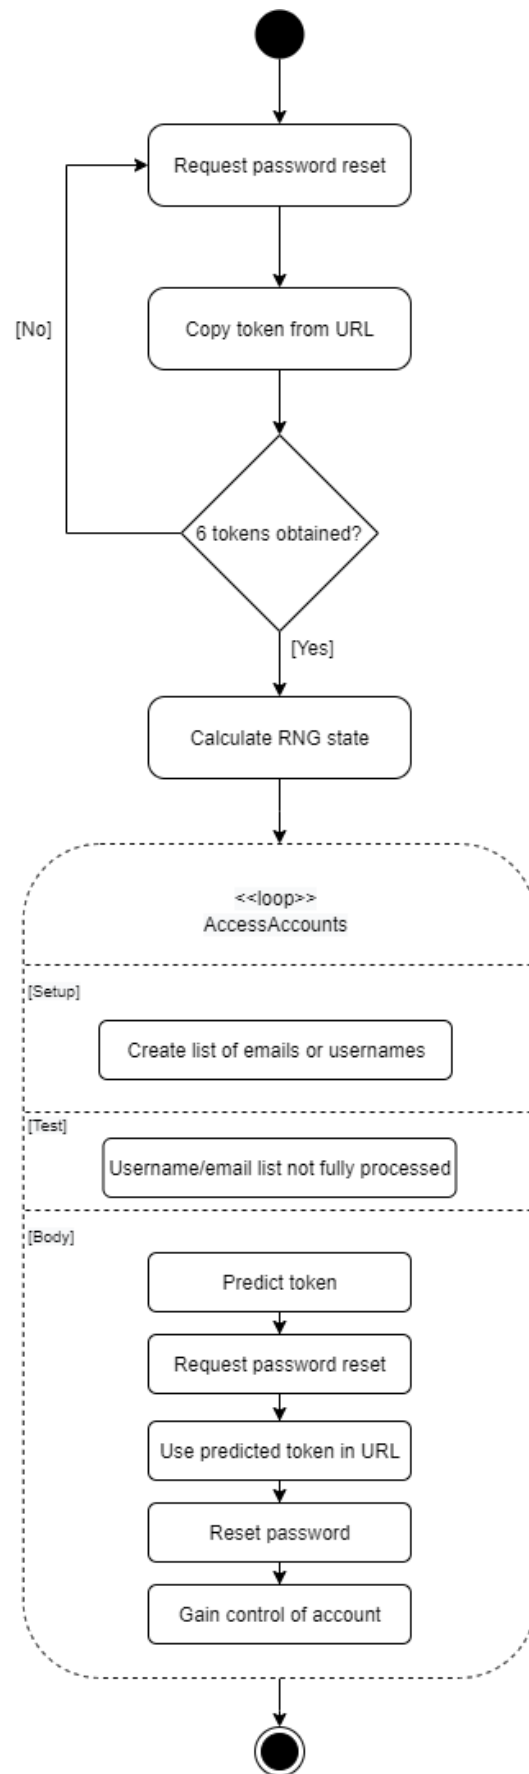 Request password reset
Copy token from URL
[No]
6 tokens obtained?
[Yes]
Calculate RNG state
<<loop>>
AccessAccounts
[Setup]
Create list of emails or usernames
[Test]
Username/email list not fully processed
[Body]
Predict token
Request password reset
Use predicted token in URL
Reset password
Gain control of account